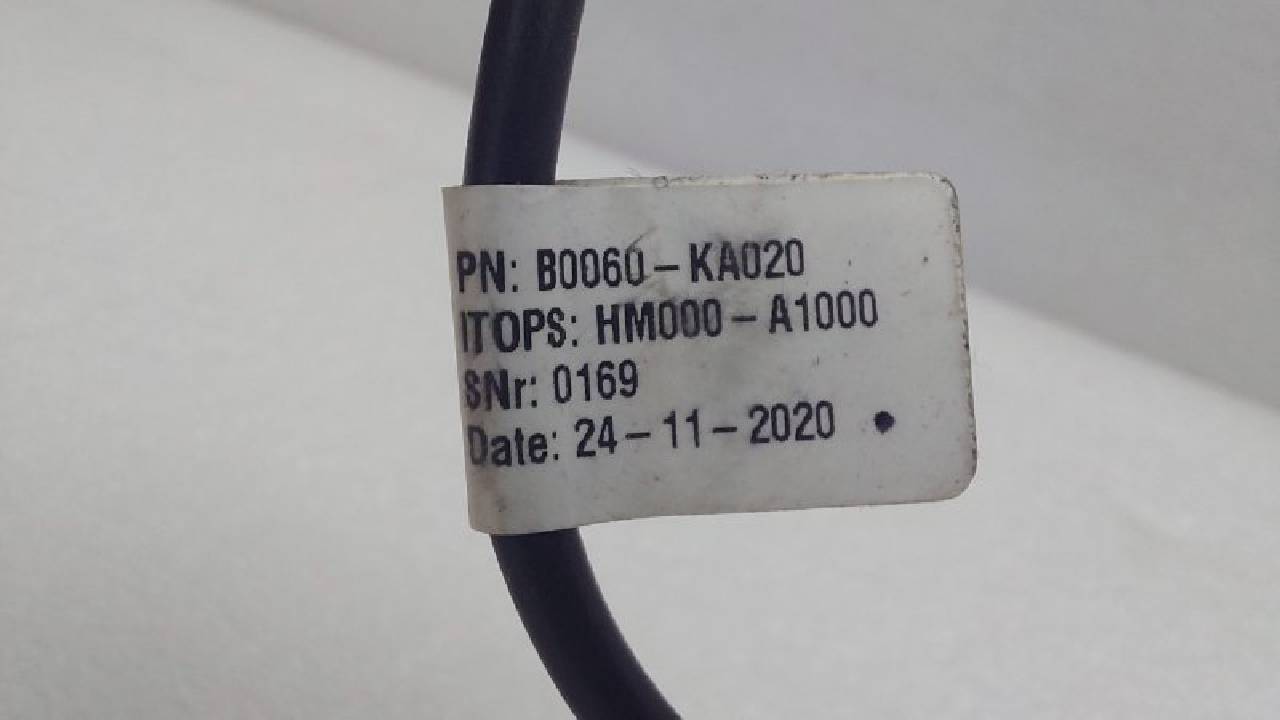 PN: B0060-KA020
ITOPS: HM000-A1000
SNr: 0169
Date: 24-11-2020